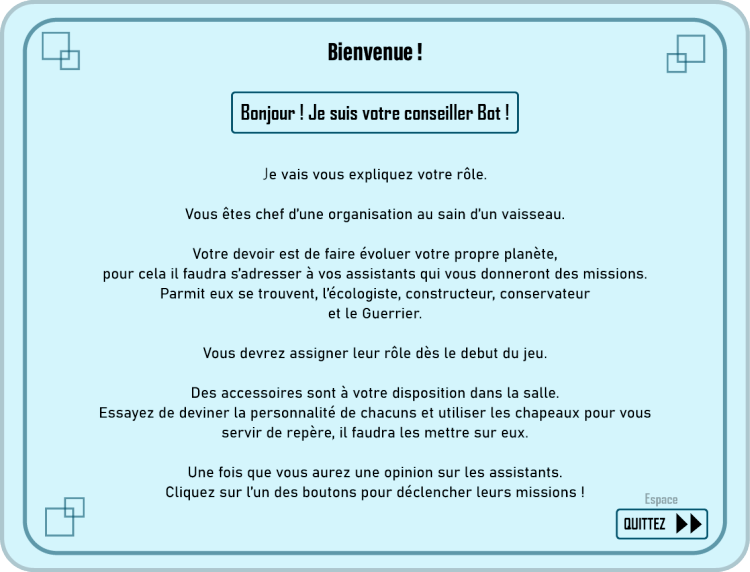 Bienvenue !
Bonjour ! Je suis votre conseiller Bot !
Je vais vous expliquez votre rôle.
Vous êtes chef d'une organisation au sain d'un vaisseau.
Votre devoir est de faire évoluer votre propre planète,
pour cela il faudra s'adresser à vos assistants qui vous donneront des missions.
Parmit eux se trouvent, l'écologiste, constructeur, conservateur
et le Guerrier.
Vous devrez assigner leur rôle dès le debut du jeu.
Des accessoires sont à votre disposition dans la salle.
Essayez de deviner la personnalité de chacuns et utiliser les chapeaux pour vous
servir de repère, il faudra les mettre sur eux.
Une fois que vous aurez une opinion sur les assistants.
Cliquez sur l'un des boutons pour déclencher leurs missions !
Espace
QUITTEZ